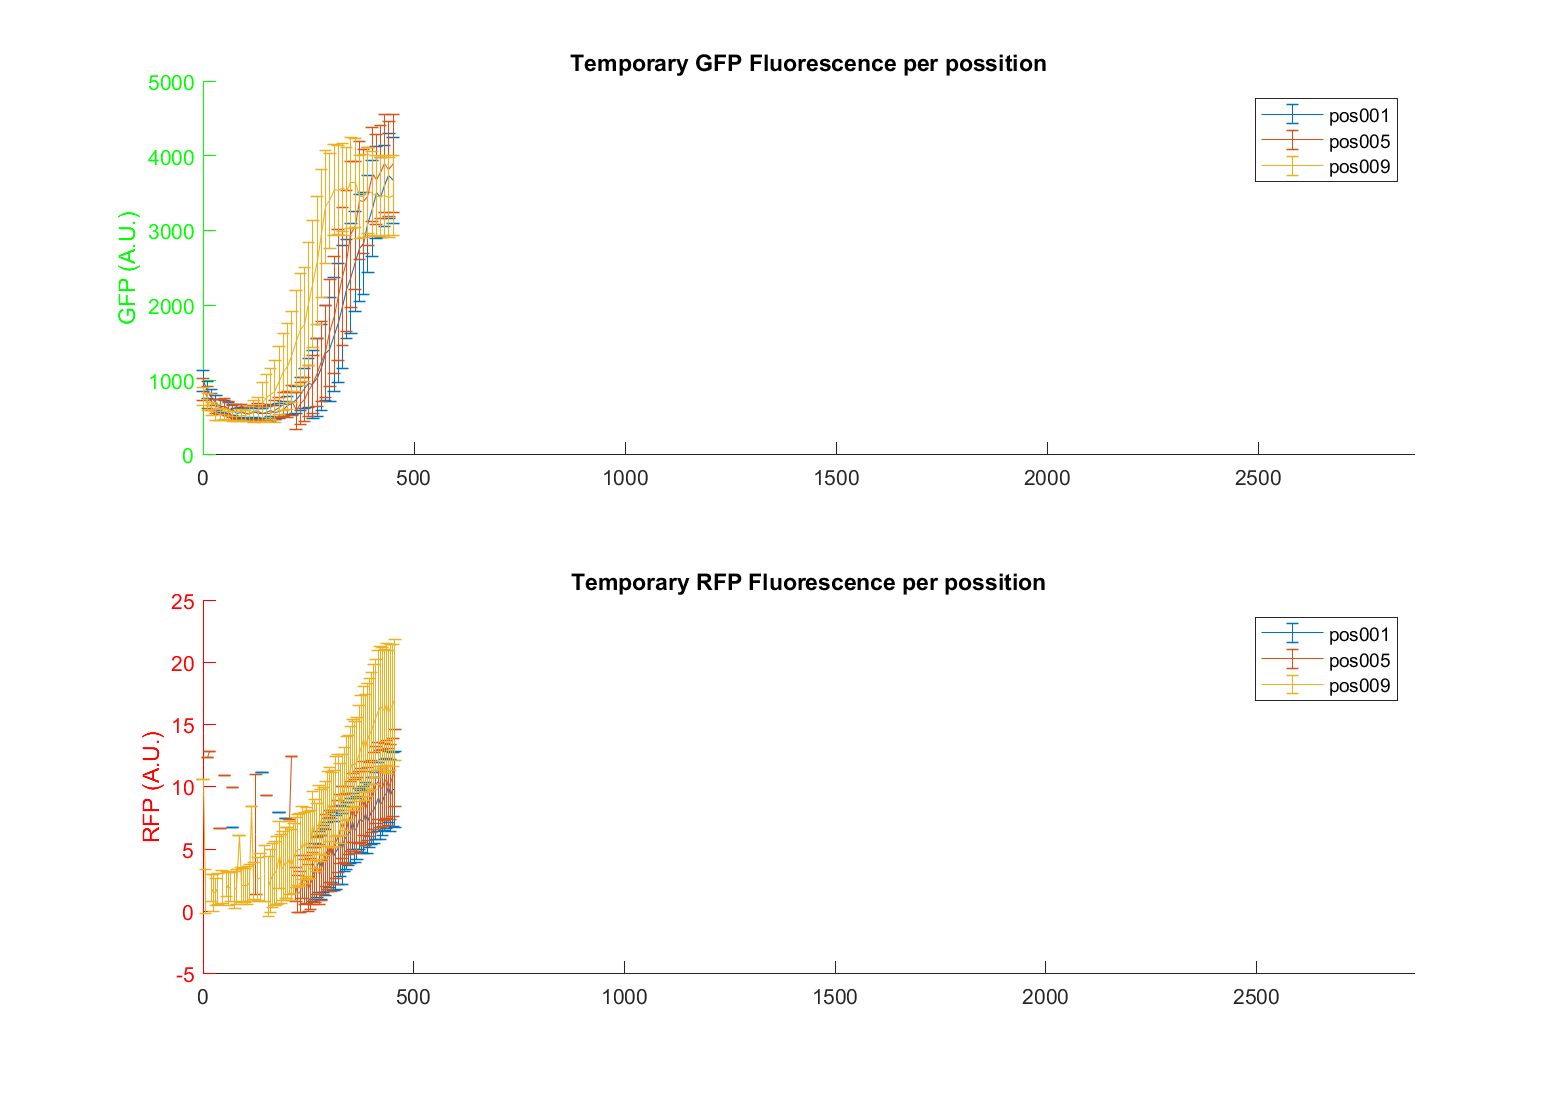 Temporary GFP Fluorescence per possition
5000
4000
3000
2000
1000
0
GFP (A.U.)
0 500 1000 1500 2000 2500
pos001
pos005
pos009
Temporary RFP Fluorescence per possition
25
20
15
10
5
0
-5
RFP (A.U.)
0 500 1000 1500 2000 2500
pos001
pos005
pos009